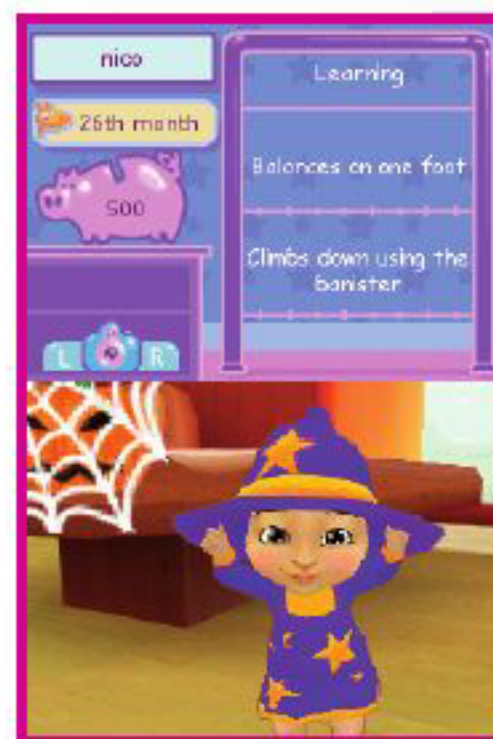 nico
26th month
500
L R
Learning
Balances on one foot
Climbs down using the
banister